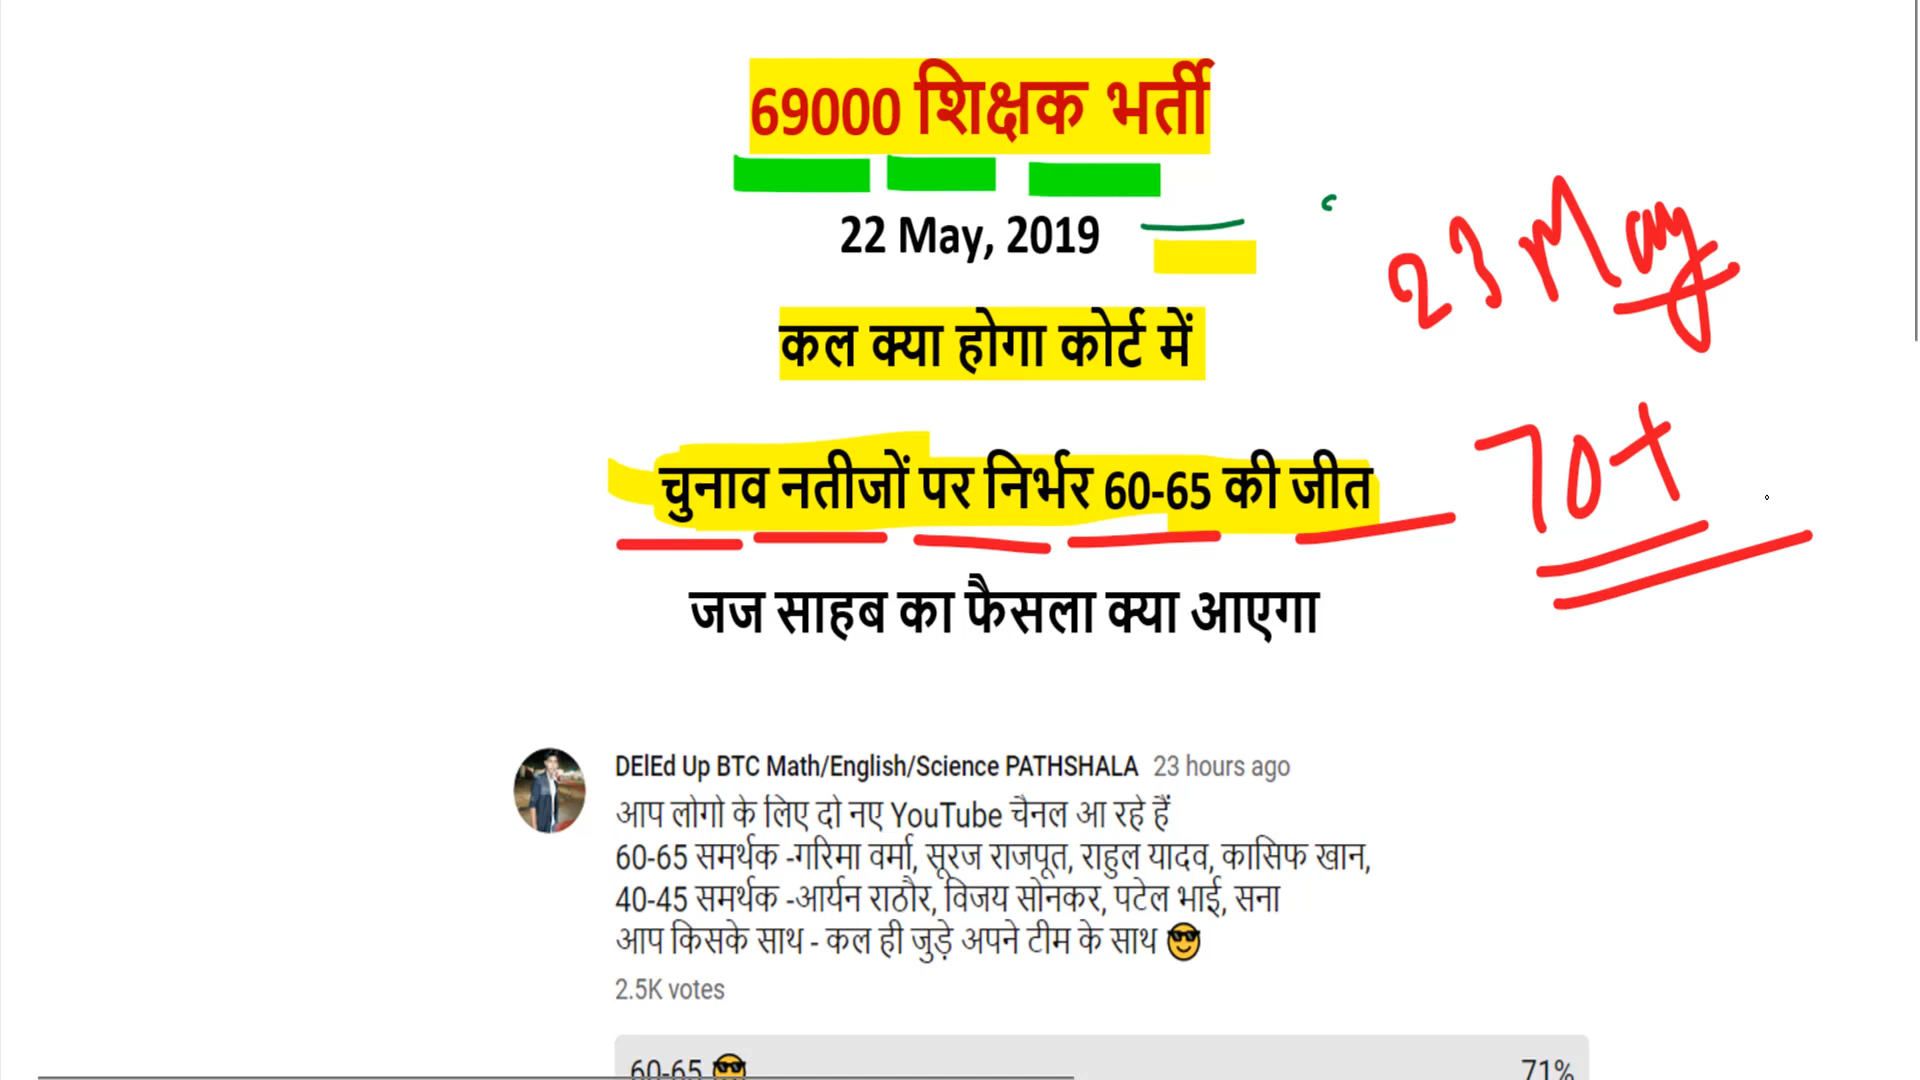 69000 शिक्षक भर्ती
22 May, 2019
23 May
कल क्या होगा कोर्ट में
चुनाव नतीजों पर निर्भर 60-65 की जीत
70+
जज साहब का फैसला क्या आएगा
DElEd Up BTC Math/English/Science PATHSHALA 23 hours ago
आप लोगो के लिए दो नए YouTube चैनल आ रहे हैं
60-65 समर्थक -गरिमा वर्मा, सूरज राजपूत, राहुल यादव, कासिफ खान,
40-45 समर्थक -आर्यन राठौर, विजय सोनकर, पटेल भाई, सना
आप किसके साथ - कल ही जुड़े अपने टीम के साथ 😎
2.5K votes
60-65 😎 71%